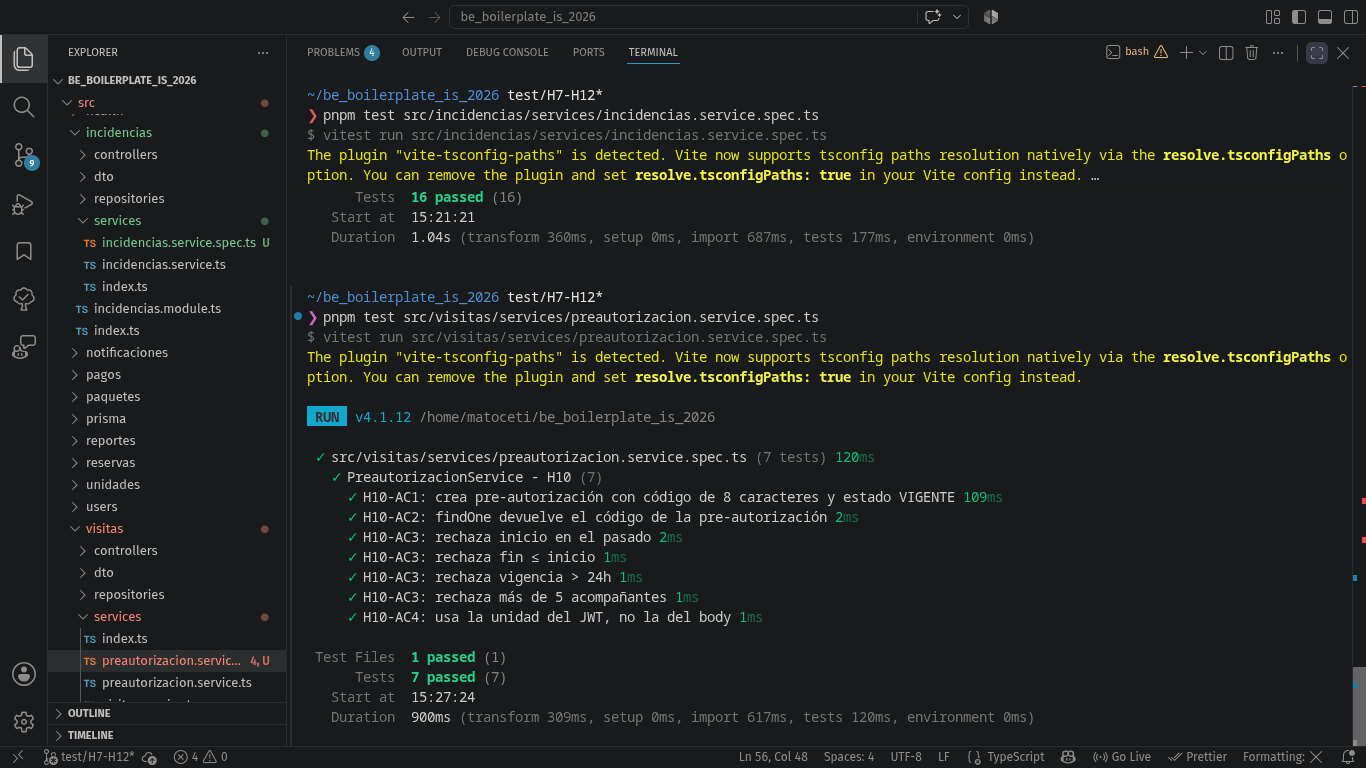 be_boilerplate_is_2026
EXPLORER
BE_BOILERPLATE_IS_2026
src
incidencias
controllers
dto
repositories
services
TS incidencias.service.spec.ts U
TS incidencias.service.ts
TS index.ts
TS incidencias.module.ts
TS index.ts
notificaciones
pagos
paquetes
prisma
reportes
reservas
unidades
users
visitas
controllers
dto
repositories
services
TS index.ts
TS preautorizacion.servic... 4, U
TS preautorizacion.service.ts
OUTLINE
TIMELINE
9
PROBLEMS 4 OUTPUT DEBUG CONSOLE PORTS TERMINAL
bash
~/be_boilerplate_is_2026 test/H7-H12*
❯ pnpm test src/incidencias/services/incidencias.service.spec.ts
$ vitest run src/incidencias/services/incidencias.service.spec.ts
The plugin "vite-tsconfig-paths" is detected. Vite now supports tsconfig paths resolution natively via the resolve.tsconfigPaths o
ption. You can remove the plugin and set resolve.tsconfigPaths: true in your Vite config instead. …
Tests 16 passed (16)
Start at 15:21:21
Duration 1.04s (transform 360ms, setup 0ms, import 687ms, tests 177ms, environment 0ms)
~/be_boilerplate_is_2026 test/H7-H12*
❯ pnpm test src/visitas/services/preautorizacion.service.spec.ts
$ vitest run src/visitas/services/preautorizacion.service.spec.ts
The plugin "vite-tsconfig-paths" is detected. Vite now supports tsconfig paths resolution natively via the resolve.tsconfigPaths o
ption. You can remove the plugin and set resolve.tsconfigPaths: true in your Vite config instead.
RUN v4.1.12 /home/matoceti/be_boilerplate_is_2026
✓ src/visitas/services/preautorizacion.service.spec.ts (7 tests) 120ms
✓ PreautorizacionService - H10 (7)
✓ H10-AC1: crea pre-autorización con código de 8 caracteres y estado VIGENTE 109ms
✓ H10-AC2: findOne devuelve el código de la pre-autorización 2ms
✓ H10-AC3: rechaza inicio en el pasado 2ms
✓ H10-AC3: rechaza fin ≤ inicio 1ms
✓ H10-AC3: rechaza vigencia > 24h 1ms
✓ H10-AC3: rechaza más de 5 acompañantes 1ms
✓ H10-AC4: usa la unidad del JWT, no la del body 1ms
Test Files 1 passed (1)
Tests 7 passed (7)
Start at 15:27:24
Duration 900ms (transform 309ms, setup 0ms, import 617ms, tests 120ms, environment 0ms)
test/H7-H12* 4 0 Ln 56, Col 48 Spaces: 4 UTF-8 LF { } TypeScript Go Live Prettier Formatting: